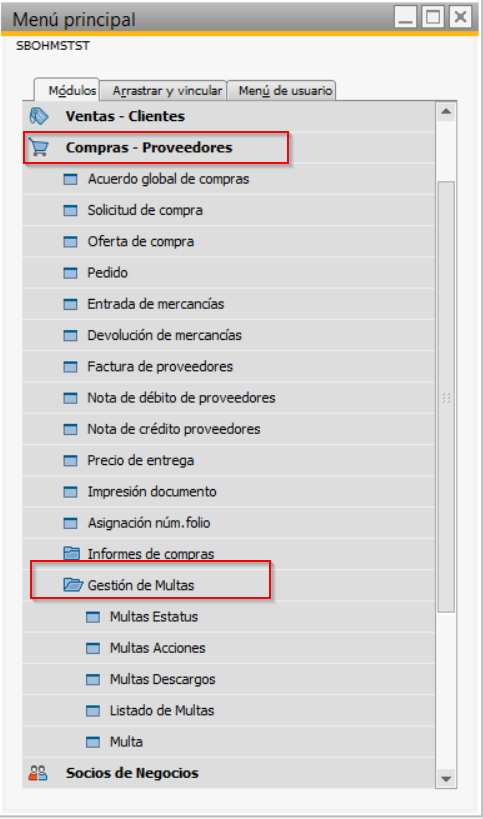 Menú principal
SBOHMSTST
Módulos Arrastrar y vincular Menú de usuario
Ventas - Clientes
Compras - Proveedores
Acuerdo global de compras
Solicitud de compra
Oferta de compra
Pedido
Entrada de mercancías
Devolución de mercancías
Factura de proveedores
Nota de débito de proveedores
Nota de crédito proveedores
Precio de entrega
Impresión documento
Asignación núm.folio
Informes de compras
Gestión de Multas
Multas Estatus
Multas Acciones
Multas Descargos
Listado de Multas
Multa
Socios de Negocios